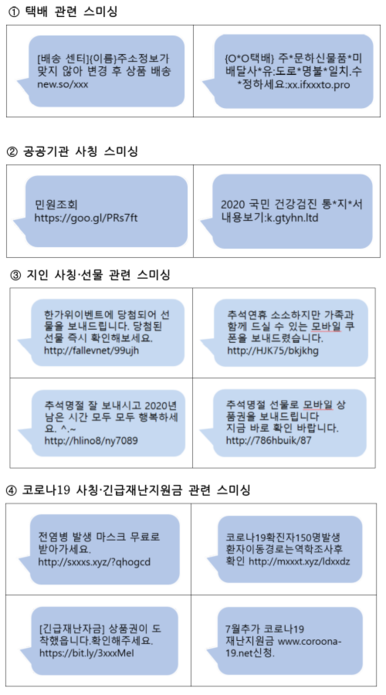 ① 택배 관련 스미싱
[배송 센티]{이름}주소정보가
맞지 않아 변경 후 상품 배송
new.so/xxx
{O*O택배} 주*문하신물품*미
배달사*유;도로*명불*일치.수
*정하세요:xx.ifxxxto.pro
② 공공기관 사칭 스미싱
민원조회
https://goo.gl/PRs7ft
2020 국민 건강검진 통*지*서
내용보기:k.gtyhn.ltd
③ 지인 사칭·선물 관련 스미싱
한가위이벤트에 당첨되어 선
물을 보내드립니다. 당첨된
선물 즉시 확인해보세요.
http://fallevnet/99ujh
추석연휴 소소하지만 가족과
함께 드실 수 있는 모바일 쿠
폰을 보내드렸습니다.
http://HJK75/bkjkhg
추석명절 잘 보내시고 2020년
남은 시간 모두 모두 행복하세
요. ^.~
http://hlino8/ny7089
추석명절 선물로 모바일 상
품권을 보내드립니다
지금 바로 확인 바랍니다.
http://786hbuik/87
④ 코로나19 사칭·긴급재난지원금 관련 스미싱
전염병 발생 마스크 무료로
받아가세요.
http://sxxxs.xyz/?qhogcd
코로나19확진자150명발생
환자이동경로는역학조사후
확인 http://mxxxt.xyz/ldxxdz
[긴급재난자금] 상품권이 도
착했습니다.확인해주세요.
https://bit.ly/3xxxMeI
7월추가 코로나19
재난지원금 www.coroona-
19.net신청.